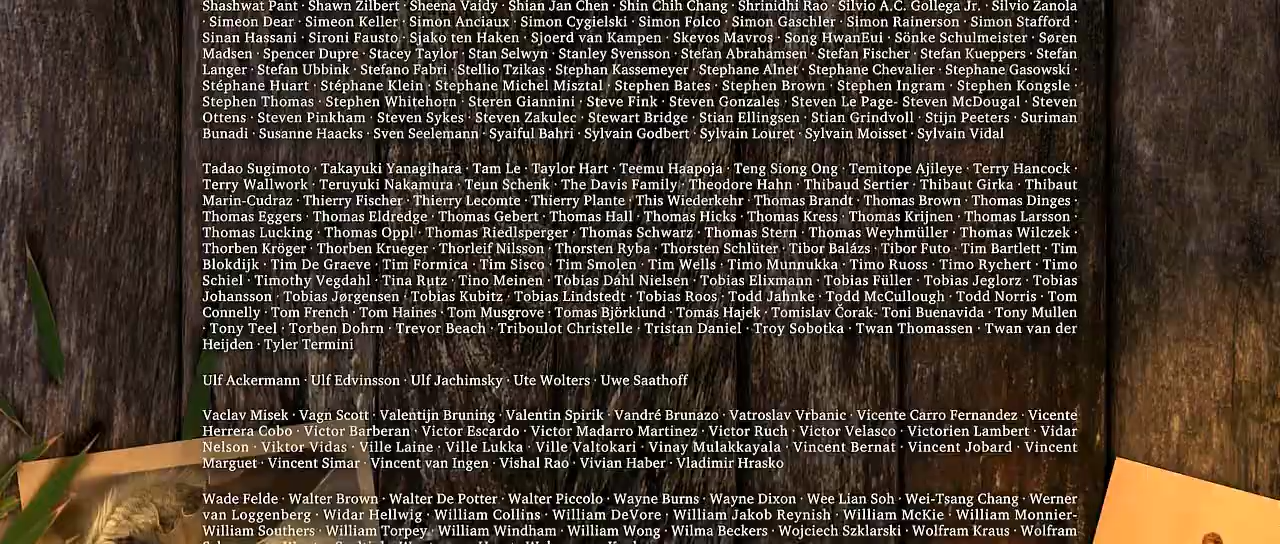 Shashwat Pant · Shawn Zilbert · Sheena Vaidy · Shian Jan Chen · Shin Chih Chang · Shrinidhi Rao · Silvio A.C. Gollega Jr. · Silvio Zanola
· Simeon Dear · Simeon Keller · Simon Anciaux · Simon Cygielski · Simon Folco · Simon Gaschler · Simon Rainerson · Simon Stafford ·
Sinan Hassani · Sironi Fausto · Sjako ten Haken · Sjoerd van Kampen · Skevos Mavros · Song HwanEui · Sönke Schulmeister · Søren
Madsen · Spencer Dupre · Stacey Taylor · Stan Selwyn · Stanley Svensson · Stefan Abrahamsen · Stefan Fischer · Stefan Kueppers · Stefan
Langer · Stefan Ubbink · Stefano Fabri · Stellio Tzikas · Stephan Kassemeyer · Stephane Alnet · Stephane Chevalier · Stephane Gasowski ·
Stéphane Huart · Stéphane Klein · Stephane Michel Misztal · Stephen Bates · Stephen Brown · Stephen Ingram · Stephen Kongsle ·
Stephen Thomas · Stephen Whitehorn · Steren Giannini · Steve Fink · Steven Gonzales · Steven Le Page- Steven McDougal · Steven
Ottens · Steven Pinkham · Steven Sykes · Steven Zakulec · Stewart Bridge · Stian Ellingsen · Stian Grindvoll · Stijn Peeters · Suriman
Bunadi · Susanne Haacks · Sven Seelemann · Syaiful Bahri · Sylvain Godbert · Sylvain Louret · Sylvain Moisset · Sylvain Vidal
Tadao Sugimoto · Takayuki Yanagihara · Tam Le · Taylor Hart · Teemu Haapoja · Teng Siong Ong · Temitope Ajileye · Terry Hancock ·
Terry Wallwork · Teruyuki Nakamura · Teun Schenk · The Davis Family · Theodore Hahn · Thibaud Sertier · Thibaut Girka · Thibaut
Marin-Cudraz · Thierry Fischer · Thierry Lecomte · Thierry Plante · This Wiederkehr · Thomas Brandt · Thomas Brown · Thomas Dinges ·
Thomas Eggers · Thomas Eldredge · Thomas Gebert · Thomas Hall · Thomas Hicks · Thomas Kress · Thomas Krijnen · Thomas Larsson ·
Thomas Lucking · Thomas Oppl · Thomas Riedlsperger · Thomas Schwarz · Thomas Stern · Thomas Weyhmüller · Thomas Wilczek ·
Thorben Kröger · Thorben Krueger · Thorleif Nilsson · Thorsten Ryba · Thorsten Schlüter · Tibor Balázs · Tibor Futo · Tim Bartlett · Tim
Blokdijk · Tim De Graeve · Tim Formica · Tim Sisco · Tim Smolen · Tim Wells · Timo Munnukka · Timo Ruoss · Timo Rychert · Timo
Schiel · Timothy Vegdahl · Tina Rutz · Tino Meinen · Tobias Dahl Nielsen · Tobias Elixmann · Tobias Füller · Tobias Jeglorz · Tobias
Johansson · Tobias Jørgensen · Tobias Kubitz · Tobias Lindstedt · Tobias Roos · Todd Jahnke · Todd McCullough · Todd Norris · Tom
Connelly · Tom French · Tom Haines · Tom Musgrove · Tomas Björklund · Tomas Hajek · Tomislav Čorak- Toni Buenavida · Tony Mullen
· Tony Teel · Torben Dohrn · Trevor Beach · Triboulot Christelle · Tristan Daniel · Troy Sobotka · Twan Thomassen · Twan van der
Heijden · Tyler Termini
Ulf Ackermann · Ulf Edvinsson · Ulf Jachimsky · Ute Wolters · Uwe Saathoff
Vaclav Misek · Vagn Scott · Valentijn Bruning · Valentin Spirik · Vandré Brunazo · Vatroslav Vrbanic · Vicente Carro Fernandez · Vicente
Herrera Cobo · Victor Barberan · Victor Escardo · Victor Madarro Martinez · Victor Ruch · Victor Velasco · Victorien Lambert · Vidar
Nelson · Viktor Vidas · Ville Laine · Ville Lukka · Ville Valtokari · Vinay Mulakkayala · Vincent Bernat · Vincent Jobard · Vincent
Marguet · Vincent Simar · Vincent van Ingen · Vishal Rao · Vivian Haber · Vladimir Hrasko
Wade Felde · Walter Brown · Walter De Potter · Walter Piccolo · Wayne Burns · Wayne Dixon · Wee Lian Soh · Wei-Tsang Chang · Werner
van Loggenberg · Widar Hellwig · William Collins · William DeVore · William Jakob Reynish · William McKie · William Monnier-
William Southers · William Torpey · William Windham · William Wong · Wilma Beckers · Wojciech Szklarski · Wolfram Kraus · Wolfram